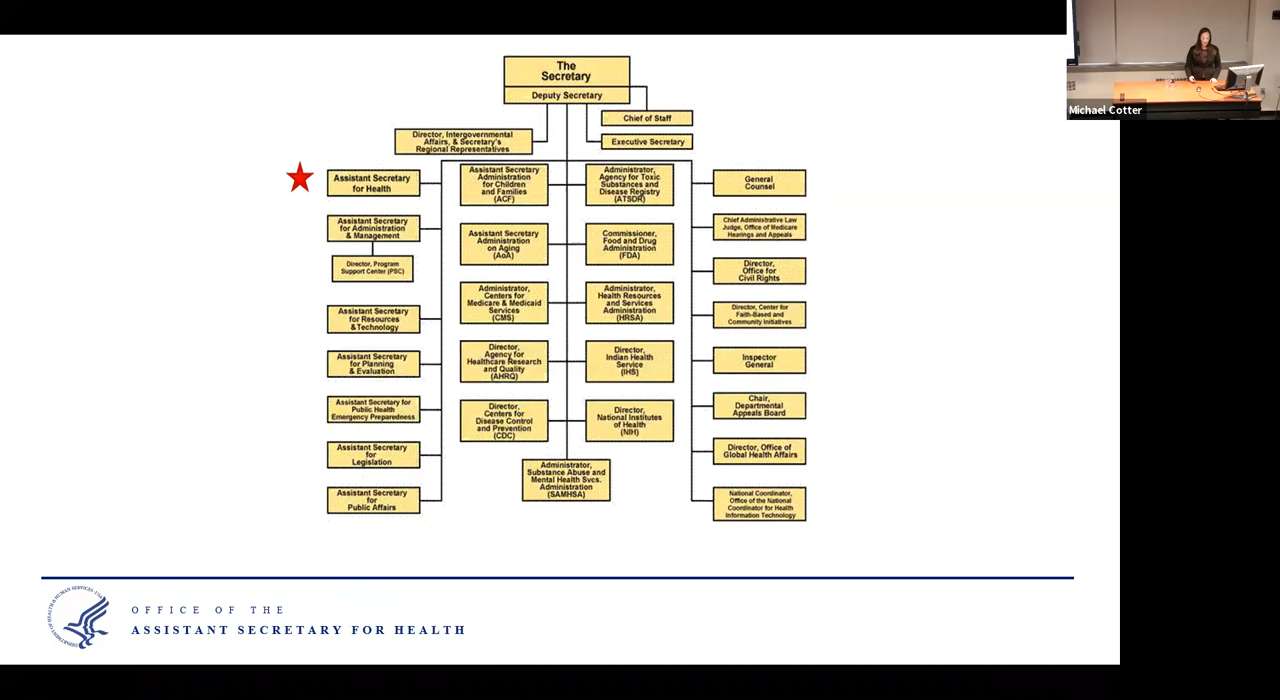 The
Secretary
Deputy Secretary
Chief of Staff
Executive Secretary
Director, Intergovernmental
Affairs, & Secretary's
Regional Representatives
Assistant Secretary
for Health
Assistant Secretary
for Administration
& Management
Director, Program
Support Center (PSC)
Assistant Secretary
for Resources
&Technology
Assistant Secretary
for Planning
& Evaluation
Assistant Secretary for
Public Health
Emergency Preparedness
Assistant Secretary
for
Legislation
Assistant Secretary
for
Public Affairs
Assistant Secretary
Administration
for Children
and Families
(ACF)
Assistant Secretary
Administration
on Aging
(AoA)
Administrator,
Centers for
Medicare & Medicaid
Services
(CMS)
Director,
Agency for
Healthcare Research
and Quality
(AHRQ)
Director,
Centers for
Disease Control
and Prevention
(CDC)
Administrator,
Agency for Toxic
Substances and
Disease Registry
(ATSDR)
Commissioner,
Food and Drug
Administration
(FDA)
Administrator,
Health Resources
and Services
Administration
(HRSA)
Director,
Indian Health
Service
(IHS)
Director,
National Institutes
of Health
(NIH)
Administrator,
Substance Abuse and
Mental Health Svcs.
Administration
(SAMHSA)
General
Counsel
Chief Administrative Law
Judge, Office of Medicare
Hearings and Appeals
Director,
Office for
Civil Rights
Director, Center for
Faith-Based and
Community Initiatives
Inspector
General
Chair,
Departmental
Appeals Board
Director, Office of
Global Health Affairs
National Coordinator,
Office of the National
Coordinator for Health
Information Technology
Michael Cotter
DEPARTMENT OF HEALTH & HUMAN SERVICES · USA
OFFICE OF THE
ASSISTANT SECRETARY FOR HEALTH